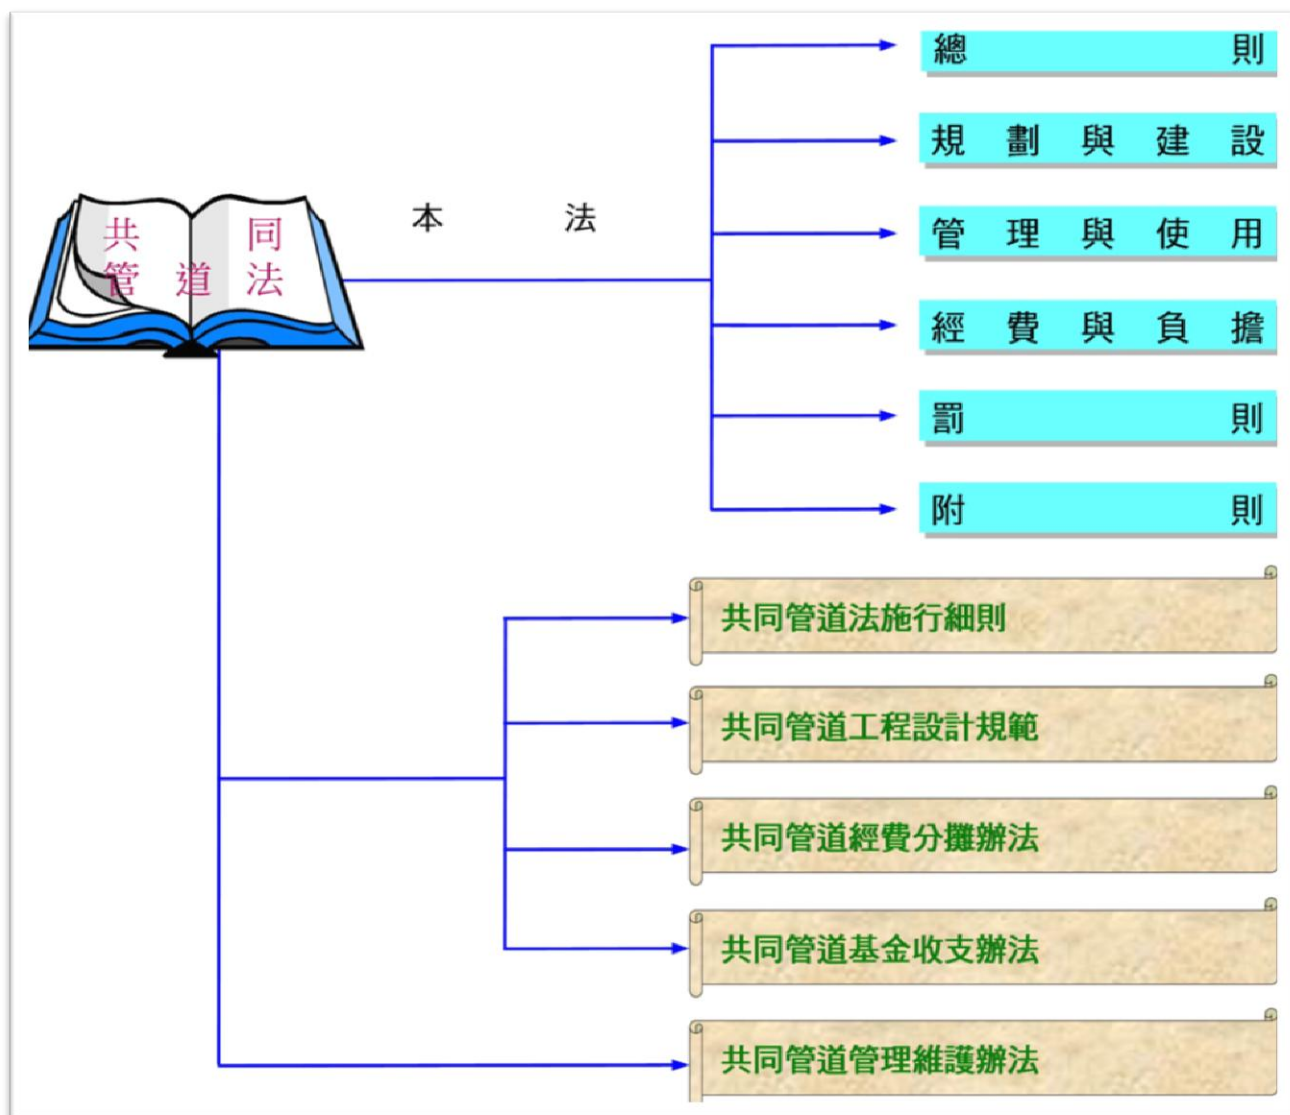 共同
管道法
本法
總則
規劃與建設
管理與使用
經費與負擔
罰則
附則
共同管道法施行細則
共同管道工程設計規範
共同管道經費分攤辦法
共同管道基金收支辦法
共同管道管理維護辦法